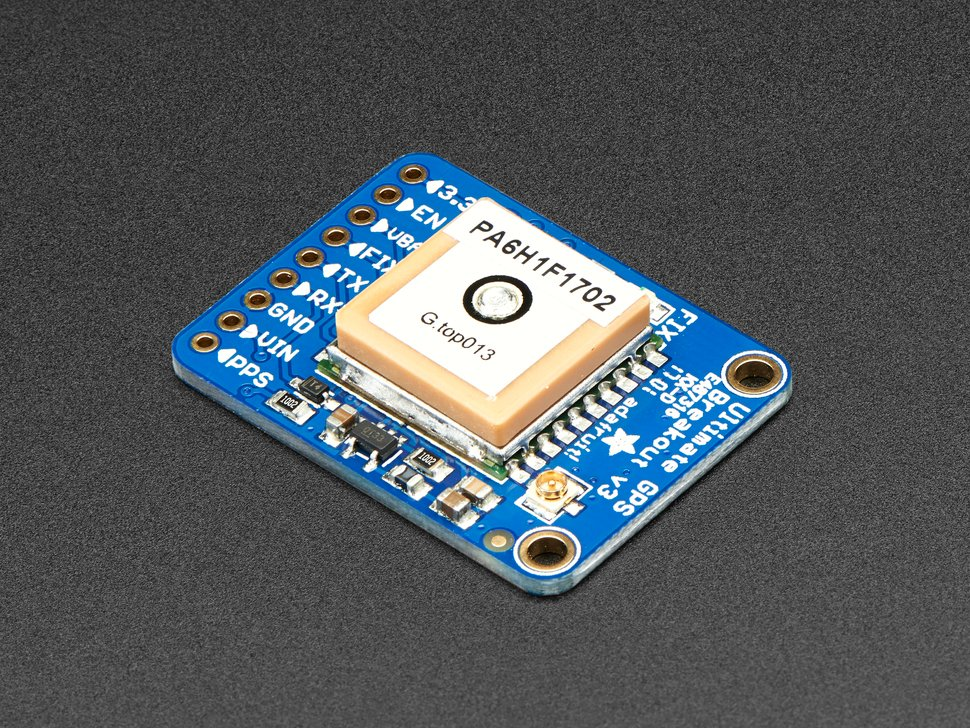 3.3
EN
VBA
FIX
TX
RX
GND
VIN
PPS
PA6H1F1702
G.top013
FIX
adafruit!
1002
1002
Ultimate GPS
Breakout v3